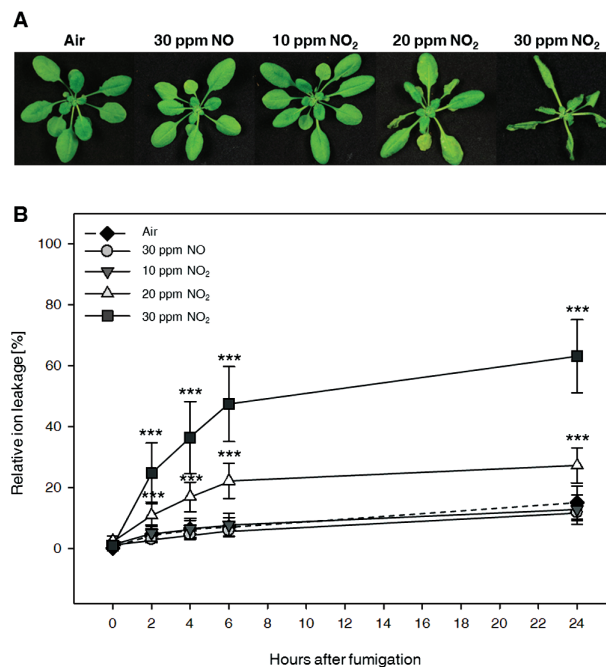 A
Air 30 ppm NO 10 ppm NO₂ 20 ppm NO₂ 30 ppm NO₂
B
Relative ion leakage [%]
100
80
60
40
20
0
Air
30 ppm NO
10 ppm NO₂
20 ppm NO₂
30 ppm NO₂
*** *** *** *** *** *** *** ***
0 2 4 6 8 10 12 14 16 18 20 22 24
Hours after fumigation